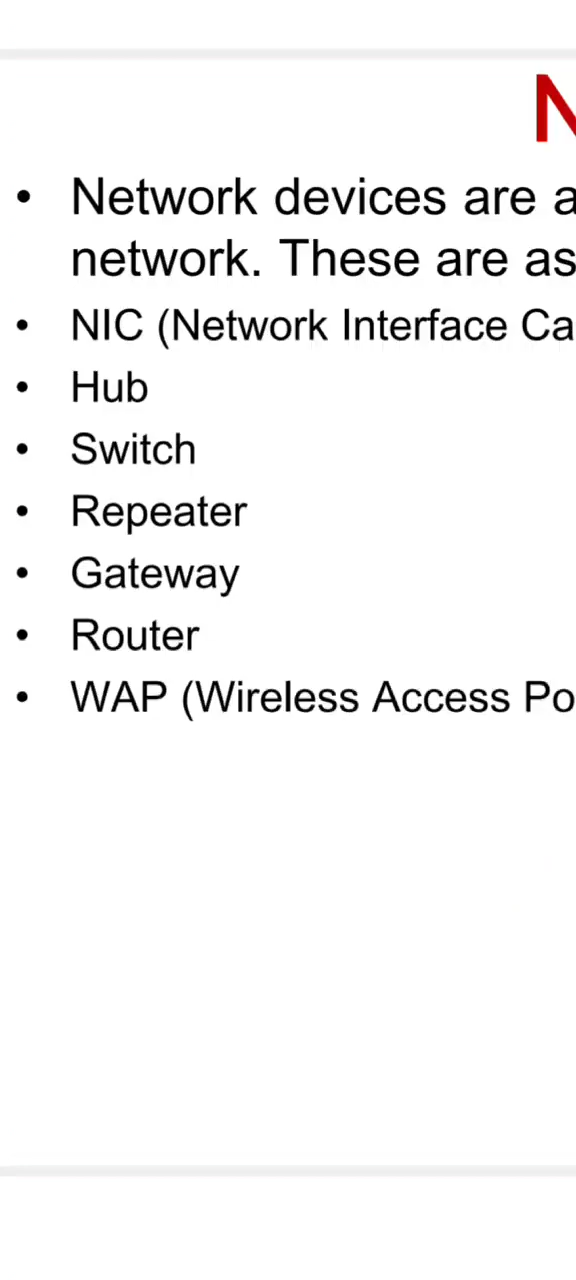 N
• Network devices are a
network. These are as
• NIC (Network Interface Ca
• Hub
• Switch
• Repeater
• Gateway
• Router
• WAP (Wireless Access Po